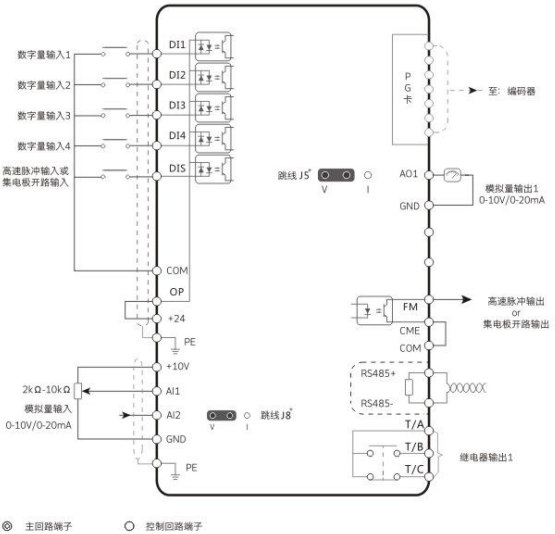 数字量输入1
数字量输入2
数字量输入3
数字量输入4
高速脉冲输入或
集电极开路输入
DI1
DI2
DI3
DI4
DIS
COM
OP
+24
PE
+10V
AI1
AI2
GND
PE
2kΩ-10kΩ
模拟量输入
0-10V/0-20mA
跳线 J5*
V I
跳线 J8*
V I
PG卡
至: 编码器
AO1
GND
模拟量输出1
0-10V/0-20mA
FM
CME
COM
高速脉冲输出
or
集电极开路输出
RS485+
RS485-
T/A
T/B
T/C
继电器输出1
主回路端子
控制回路端子